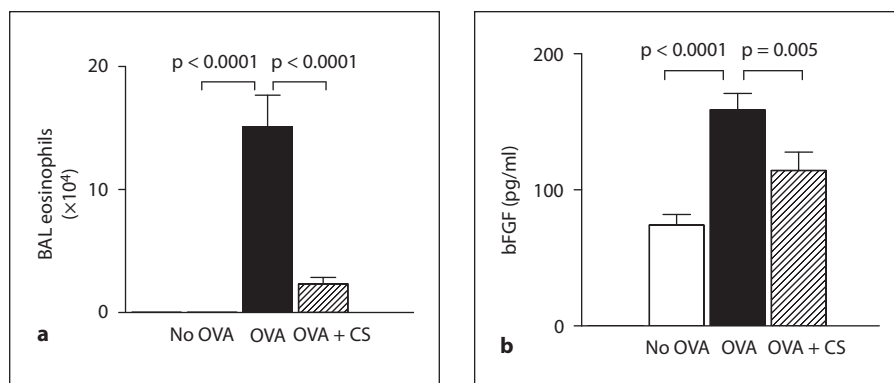 p < 0.0001 p < 0.0001
20
10
0
BAL eosinophils
(×10⁴)
No OVA OVA OVA + CS
a
p < 0.0001 p = 0.005
200
100
0
bFGF (pg/ml)
No OVA OVA OVA + CS
b